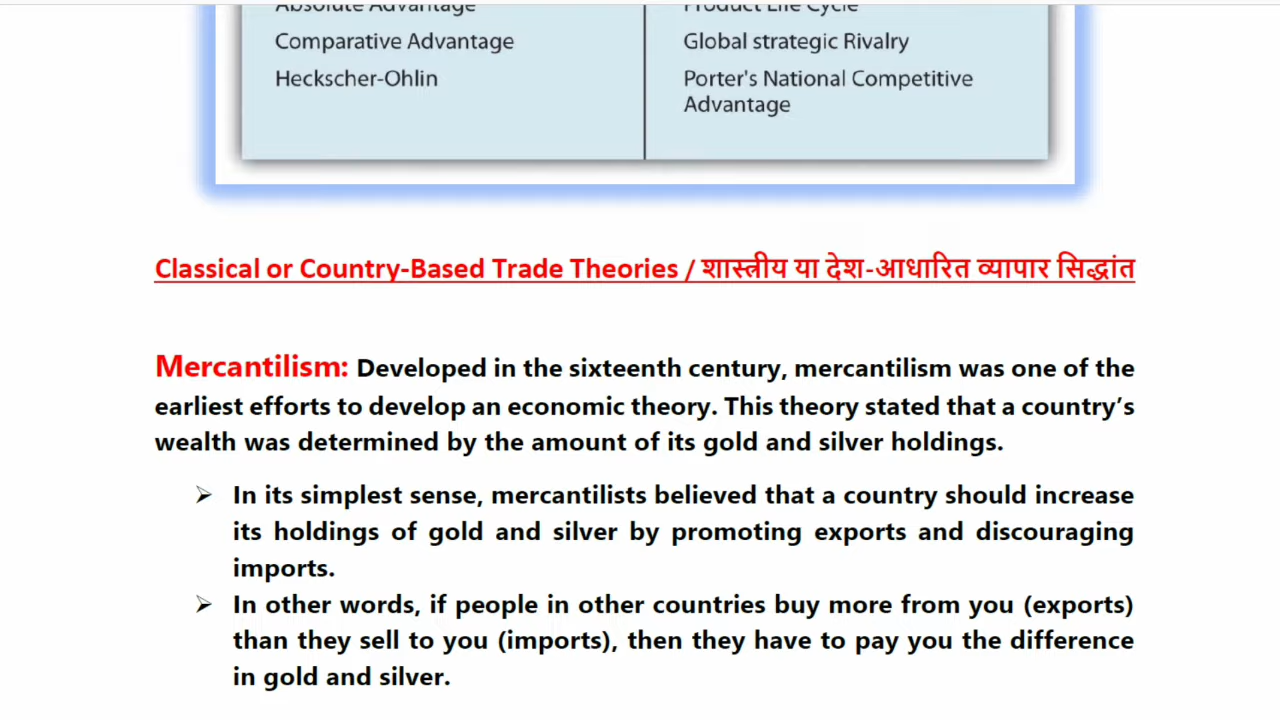 Absolute Advantage
Comparative Advantage
Heckscher-Ohlin
Product Life Cycle
Global strategic Rivalry
Porter's National Competitive
Advantage
Classical or Country-Based Trade Theories / शास्त्रीय या देश-आधारित व्यापार सिद्धांत
Mercantilism: Developed in the sixteenth century, mercantilism was one of the
earliest efforts to develop an economic theory. This theory stated that a country’s
wealth was determined by the amount of its gold and silver holdings.
➢ In its simplest sense, mercantilists believed that a country should increase
its holdings of gold and silver by promoting exports and discouraging
imports.
➢ In other words, if people in other countries buy more from you (exports)
than they sell to you (imports), then they have to pay you the difference
in gold and silver.